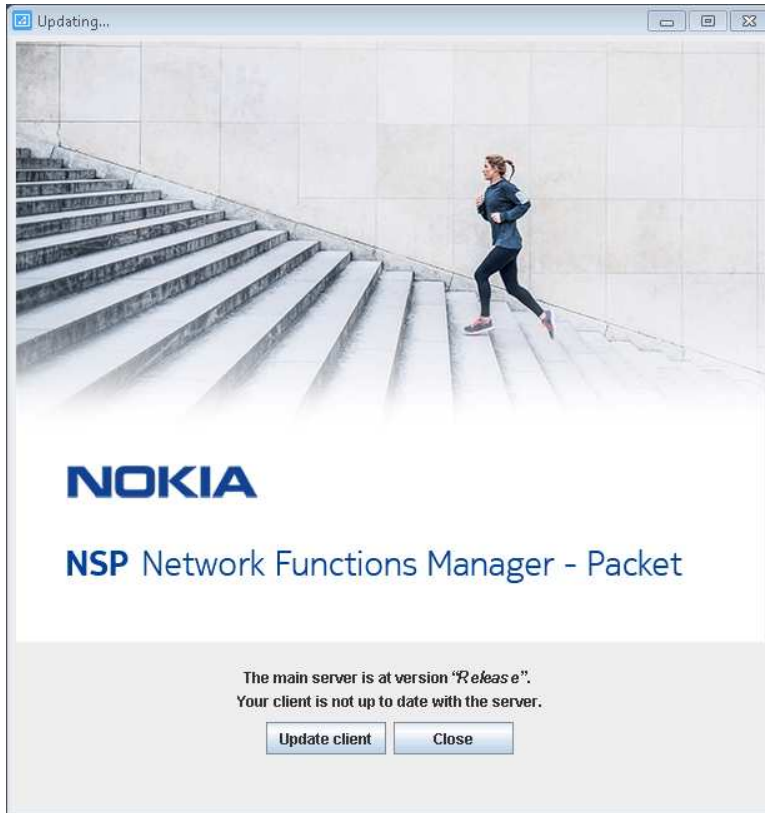 Updating...
NOKIA
NSP Network Functions Manager - Packet
The main server is at version “Release”.
Your client is not up to date with the server.
Update client Close